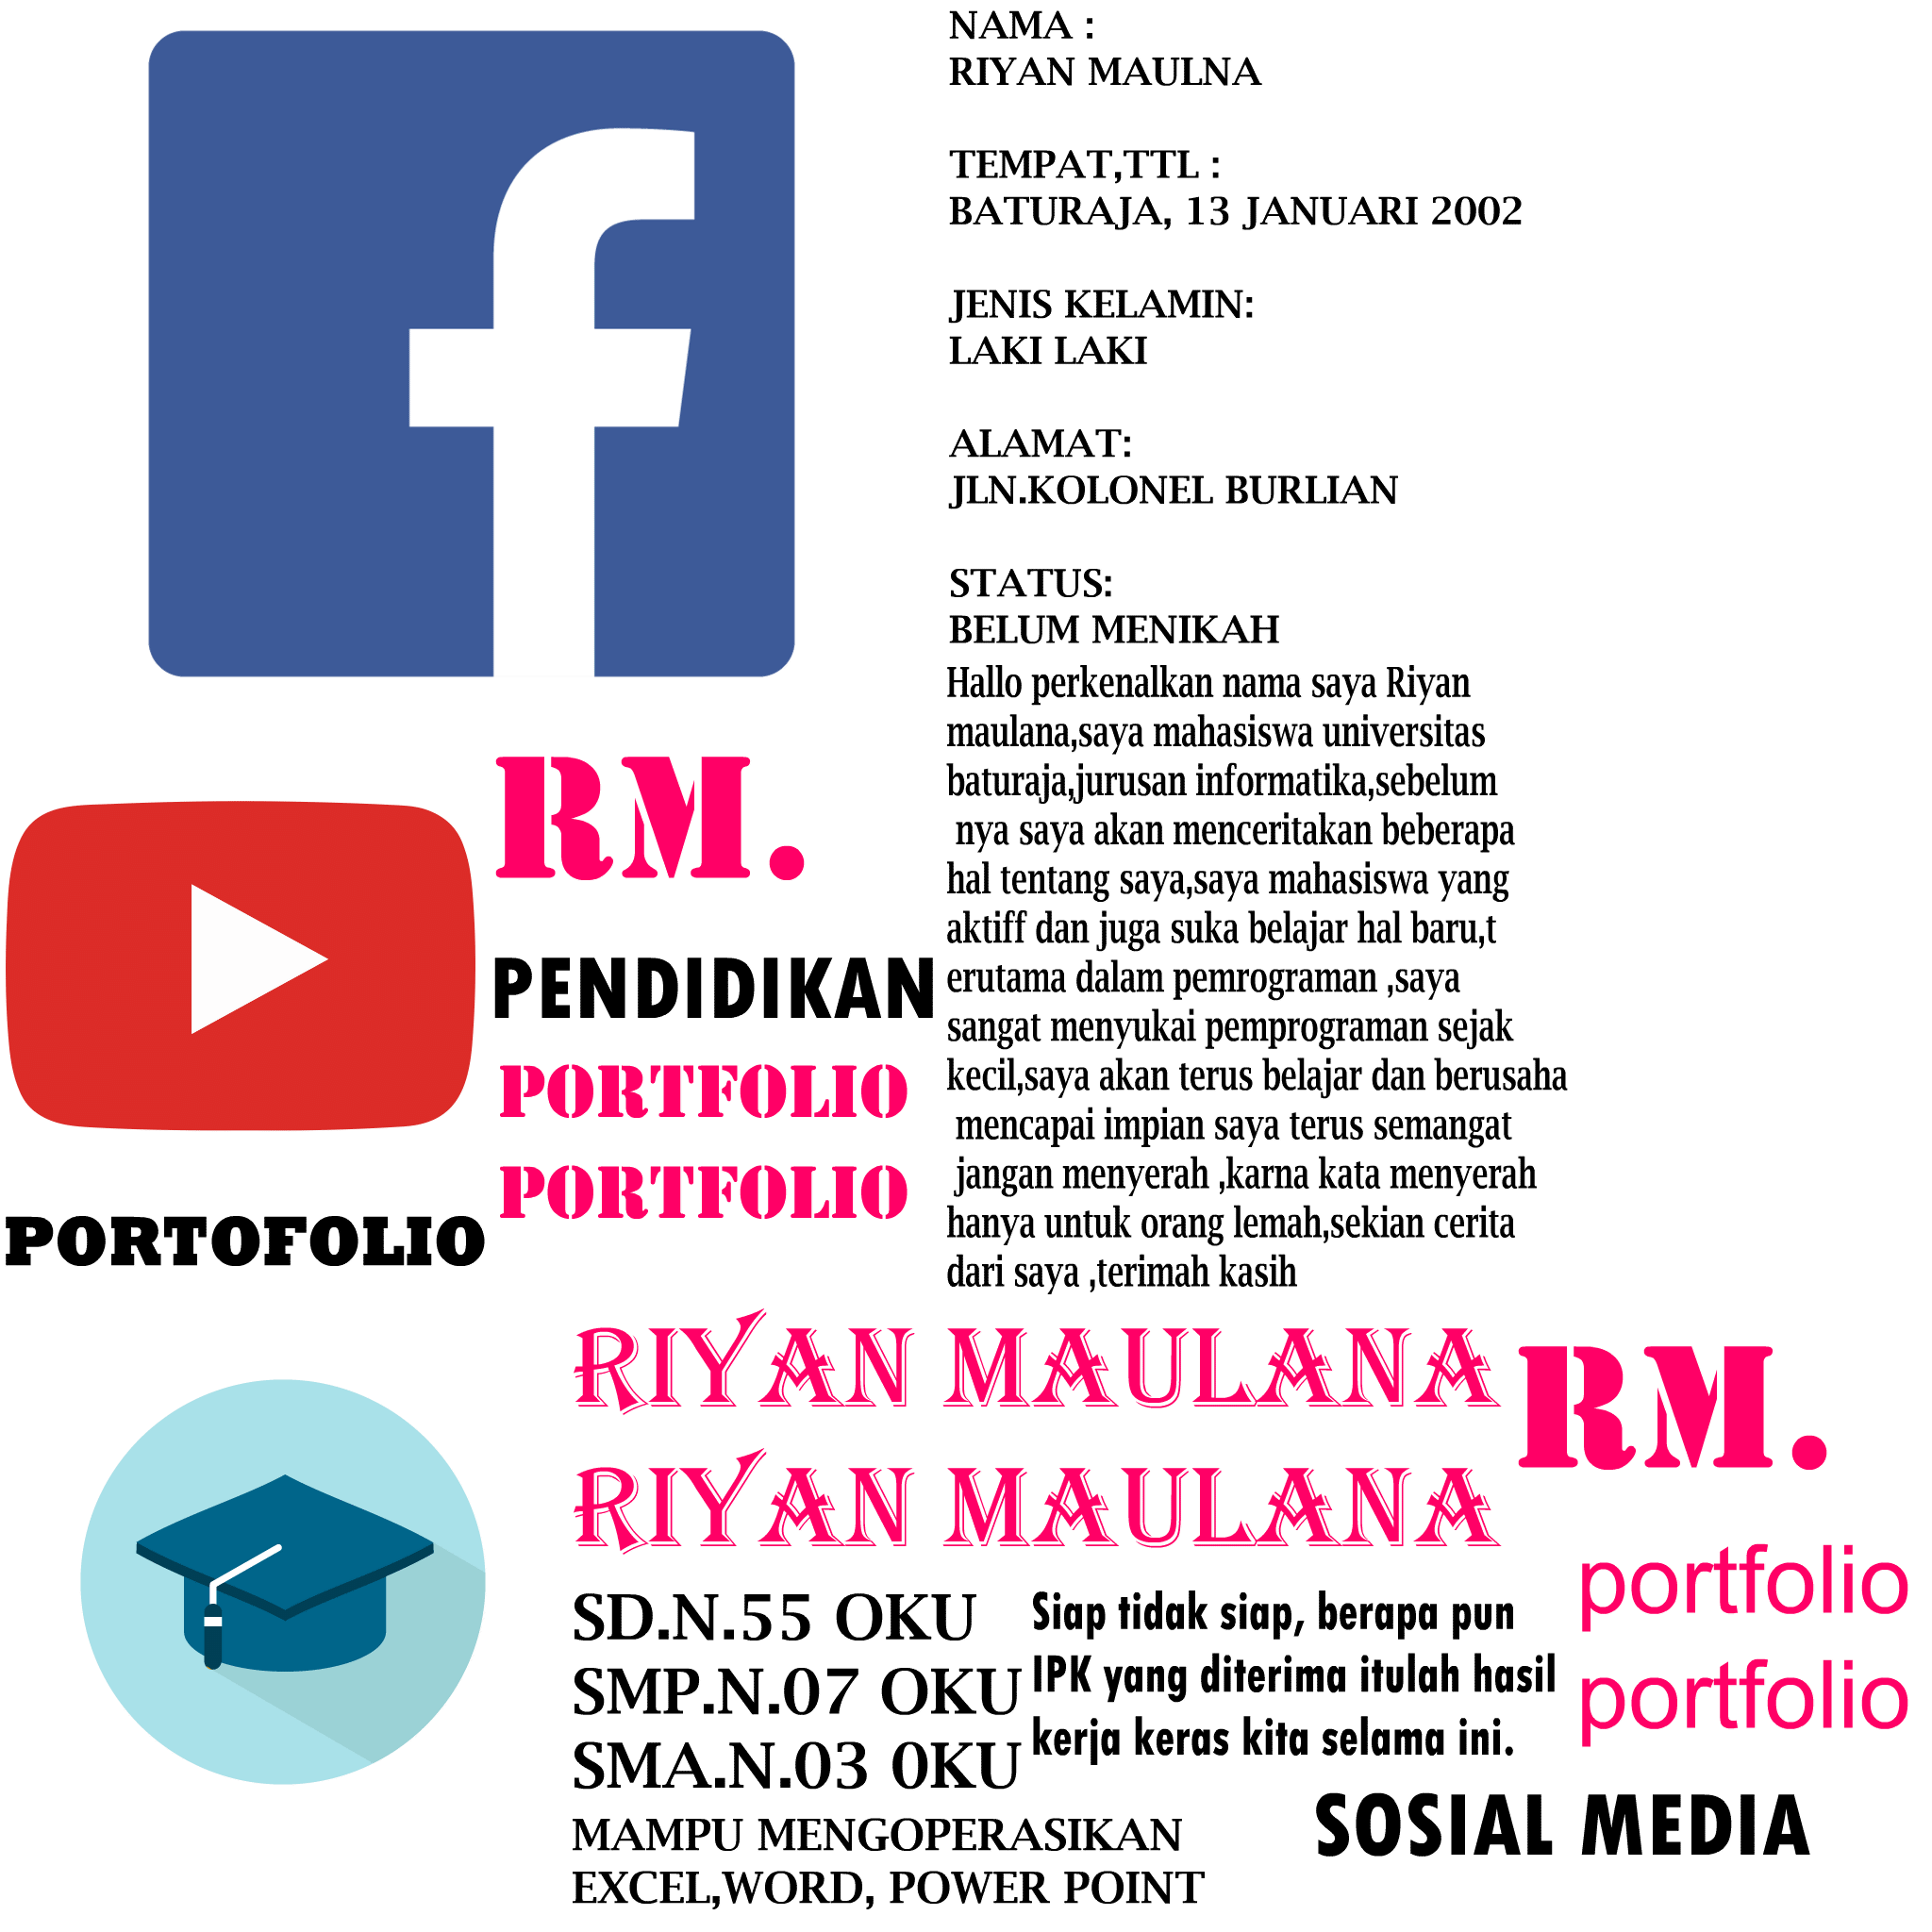 NAMA :
RIYAN MAULNA
TEMPAT,TTL :
BATURAJA, 13 JANUARI 2002
JENIS KELAMIN:
LAKI LAKI
ALAMAT:
JLN.KOLONEL BURLIAN
STATUS:
BELUM MENIKAH
Hallo perkenalkan nama saya Riyan
maulana,saya mahasiswa universitas
baturaja,jurusan informatika,sebelum
nya saya akan menceritakan beberapa
hal tentang saya,saya mahasiswa yang
aktiff dan juga suka belajar hal baru,t
erutama dalam pemrograman ,saya
sangat menyukai pemprograman sejak
kecil,saya akan terus belajar dan berusaha
mencapai impian saya terus semangat
jangan menyerah ,karna kata menyerah
hanya untuk orang lemah,sekian cerita
dari saya ,terimah kasih
RM.
PENDIDIKAN
PORTFOLIO
PORTFOLIO
PORTOFOLIO
RIYAN MAULANA
RIYAN MAULANA
RM.
portfolio
portfolio
SD.N.55 OKU
SMP.N.07 OKU
SMA.N.03 0KU
MAMPU MENGOPERASIKAN
EXCEL,WORD, POWER POINT
Siap tidak siap, berapa pun
IPK yang diterima itulah hasil
kerja keras kita selama ini.
SOSIAL MEDIA